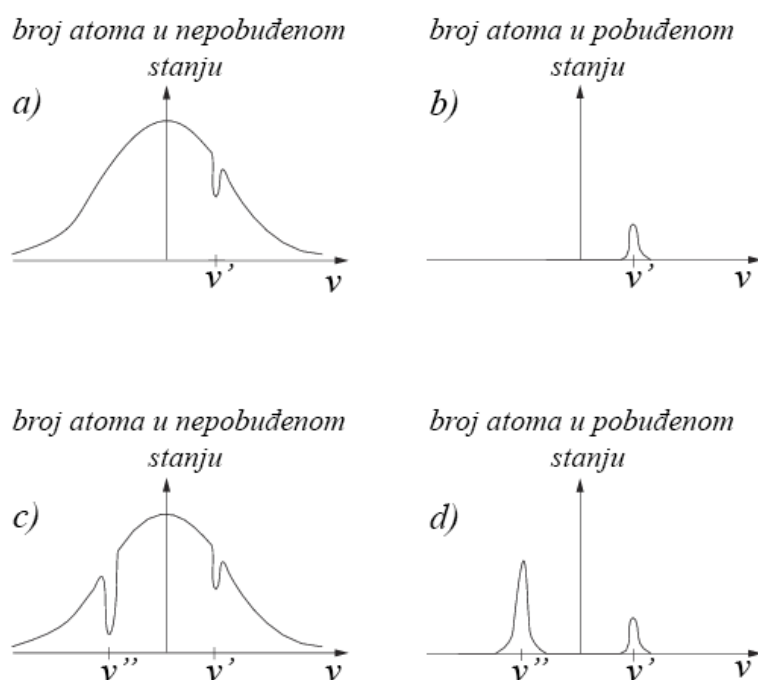 broj atoma u nepobuđenom
stanju
a)
v’
v
broj atoma u pobuđenom
stanju
b)
v’
v
broj atoma u nepobuđenom
stanju
c)
v’’
v’
v
broj atoma u pobuđenom
stanju
d)
v’’
v’
v